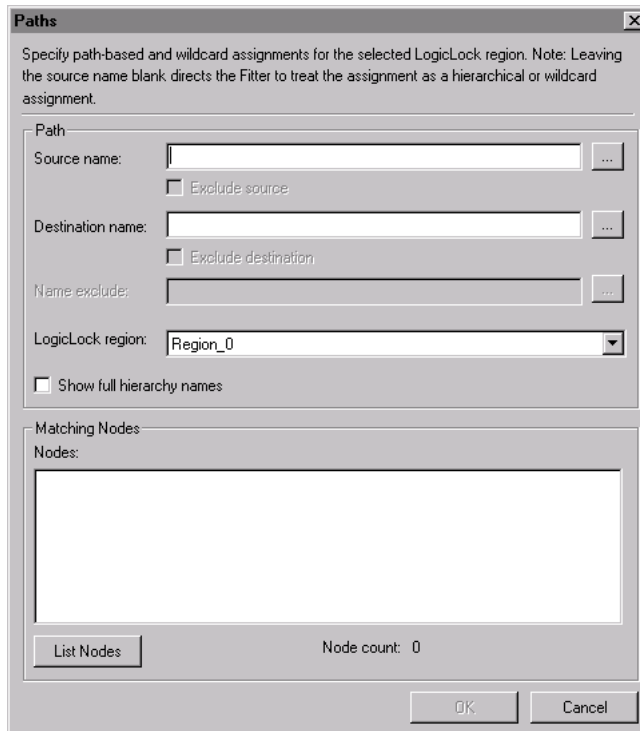 Paths
Specify path-based and wildcard assignments for the selected LogicLock region. Note: Leaving
the source name blank directs the Fitter to treat the assignment as a hierarchical or wildcard
assignment.
Path
Source name:
...
Exclude source
Destination name:
...
Exclude destination
Name exclude:
...
LogicLock region:
Region_0
Show full hierarchy names
Matching Nodes
Nodes:
List Nodes
Node count: 0
OK
Cancel